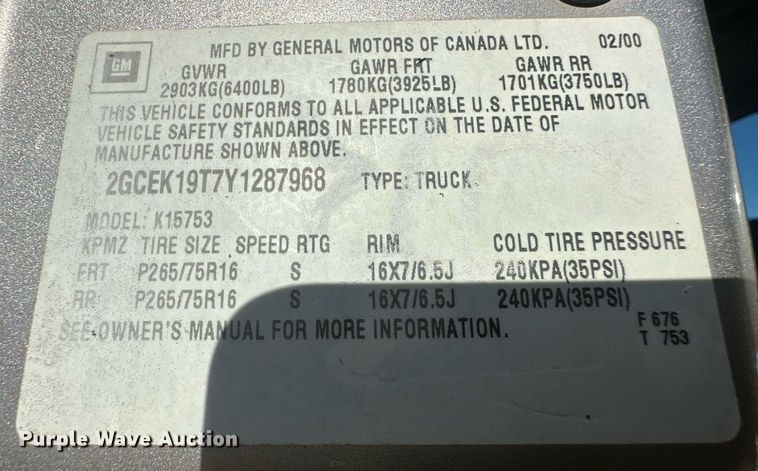 GM
MFD BY GENERAL MOTORS OF CANADA LTD. 02/00
GVWR GAWR FRT GAWR RR
2903KG(6400LB) 1780KG(3925LB) 1701KG(3750LB)
THIS VEHICLE CONFORMS TO ALL APPLICABLE U.S. FEDERAL MOTOR
VEHICLE SAFETY STANDARDS IN EFFECT ON THE DATE OF
MANUFACTURE SHOWN ABOVE.
2GCEK19T7Y1287968 TYPE: TRUCK
MODEL: K15753
KPMZ TIRE SIZE SPEED RTG RIM COLD TIRE PRESSURE
FRT P265/75R16 S 16X7/6.5J 240KPA(35PSI)
RR P265/75R16 S 16X7/6.5J 240KPA(35PSI)
SEE OWNER'S MANUAL FOR MORE INFORMATION.
F 676
T 753
Purple Wave Auction